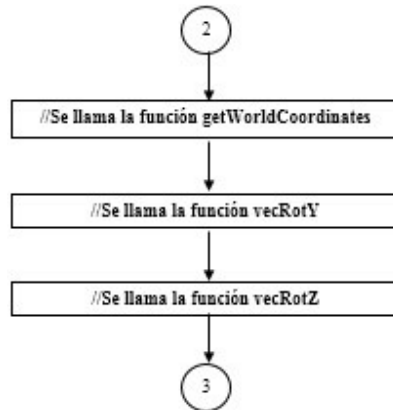 2
//Se llama la función getWorldCoordinates
//Se llama la función vecRotY
//Se llama la función vecRotZ
3